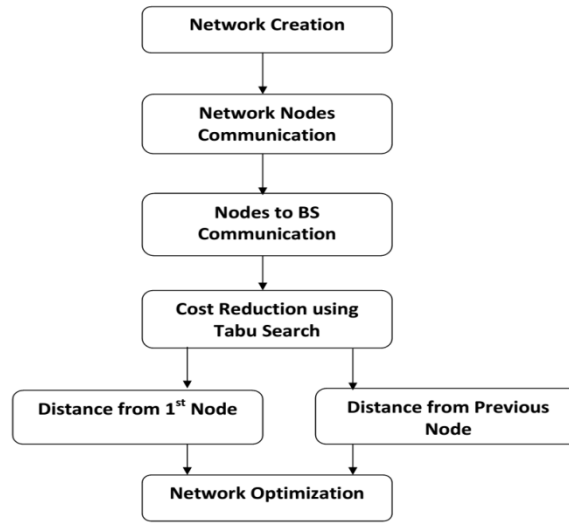 Network Creation
Network Nodes
Communication
Nodes to BS
Communication
Cost Reduction using
Tabu Search
Distance from 1st Node
Distance from Previous
Node
Network Optimization